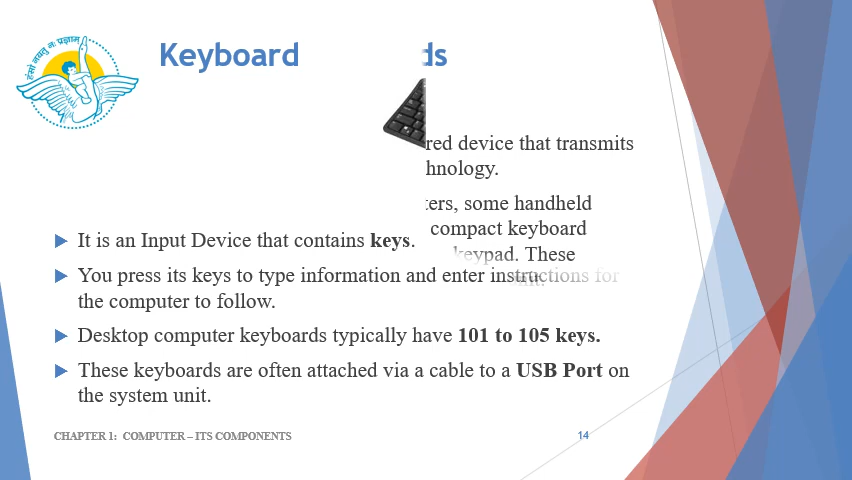 हंसो नयतु नः प्रज्ञाम्
Keyboard ds
red device that transmits
hnology.
ters, some handheld
compact keyboard
It is an Input Device that contains keys.
keypad. These
You press its keys to type information and enter instructions for
the computer to follow.
Desktop computer keyboards typically have 101 to 105 keys.
These keyboards are often attached via a cable to a USB Port on
the system unit.
CHAPTER 1: COMPUTER – ITS COMPONENTS
14